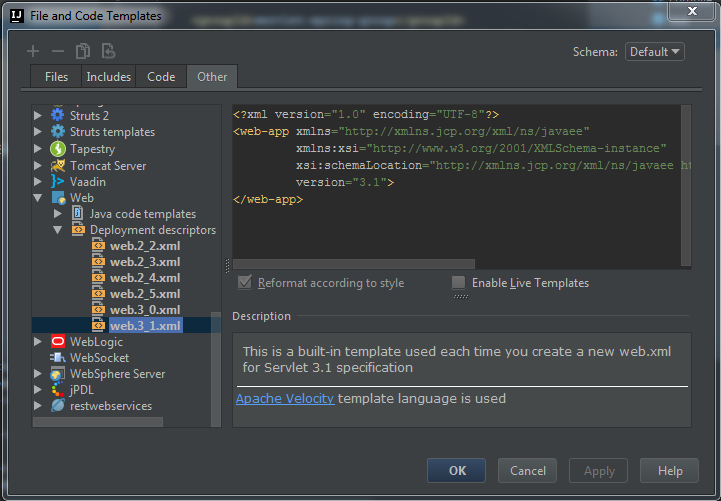 File and Code Templates
Schema: Default
Files Includes Code Other
Struts 2
Struts templates
Tapestry
Tomcat Server
Vaadin
Web
Java code templates
Deployment descriptors
web.2_2.xml
web.2_3.xml
web.2_4.xml
web.2_5.xml
web.3_0.xml
web.3_1.xml
WebLogic
WebSocket
WebSphere Server
jPDL
restwebservices
<?xml version="1.0" encoding="UTF-8"?>
<web-app xmlns="http://xmlns.jcp.org/xml/ns/javaee"
xmlns:xsi="http://www.w3.org/2001/XMLSchema-instance"
xsi:schemaLocation="http://xmlns.jcp.org/xml/ns/javaee
version="3.1">
</web-app>
Reformat according to style Enable Live Templates
Description
This is a built-in template used each time you create a new web.xml
for Servlet 3.1 specification
Apache Velocity template language is used
OK Cancel Apply Help